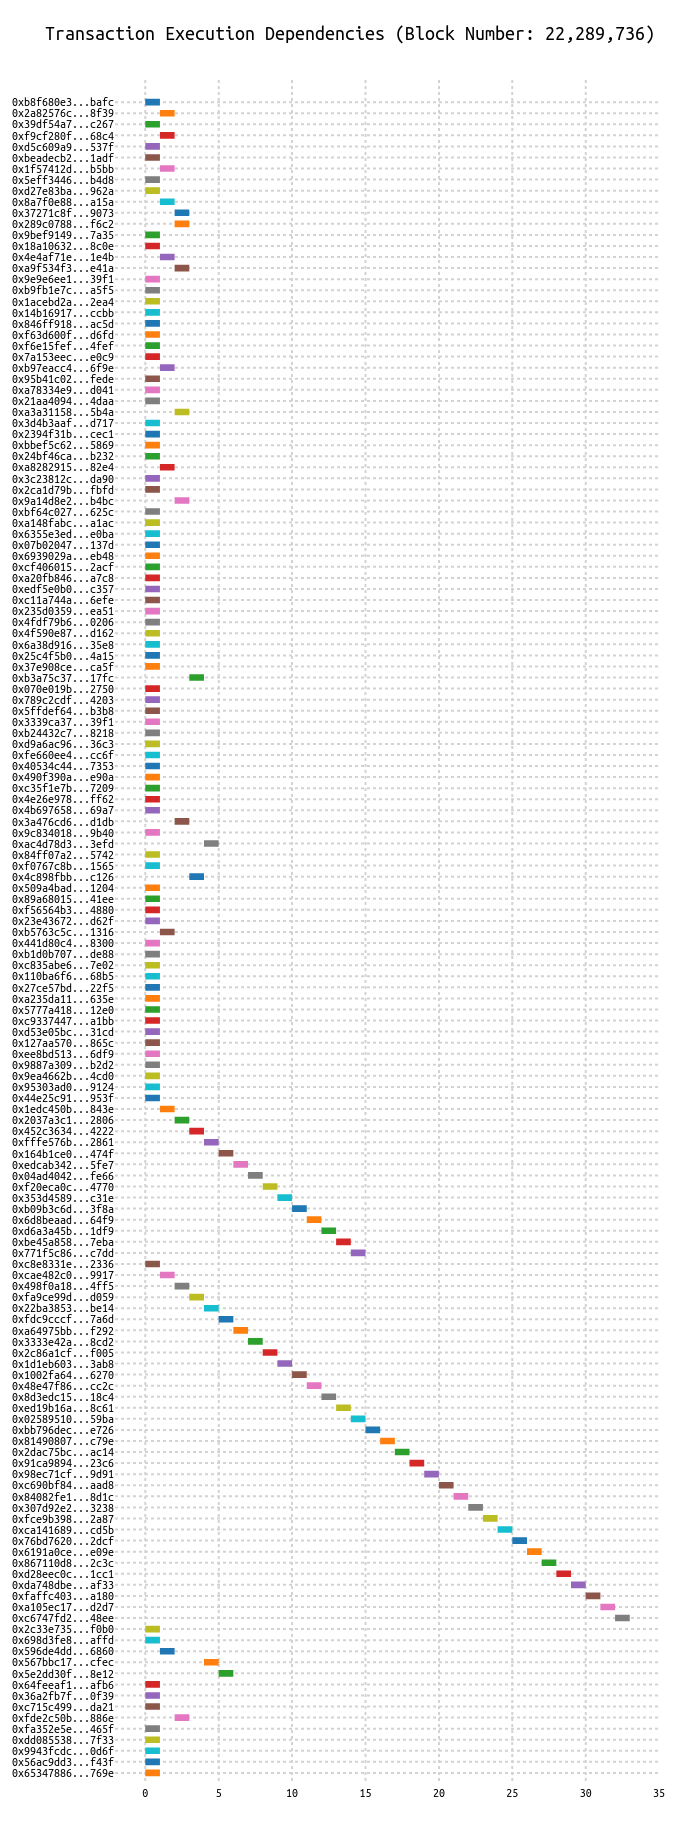 Transaction Execution Dependencies (Block Number: 22,289,736)
0xb8f680e3...bafc
0x2a82576c...8f39
0x39df54a7...c267
0xf9cf280f...68c4
0xd5c609a9...537f
0xbeadecb2...1adf
0x1f57412d...b5bb
0x5eff3446...b4d8
0xd27e83ba...962a
0x8a7f0e88...a15a
0x37271c8f...9073
0x289c0788...f6c2
0x9bef9149...7a35
0x18a10632...8c0e
0x4e4af71e...1e4b
0xa9f534f3...e41a
0x9e9e6ee1...39f1
0xb9fb1e7c...a5f5
0x1acebd2a...2ea4
0x14b16917...ccbb
0x846ff918...ac5d
0xf63d600f...d6fd
0xf6e15fef...4fef
0x7a153eec...e0c9
0xb97eacc4...6f9e
0x95b41c02...fede
0xa78334e9...d041
0x21aa4094...4daa
0xa3a31158...5b4a
0x3d4b3aaf...d717
0x2394f31b...cec1
0xbbef5c62...5869
0x24bf46ca...b232
0xa8282915...82e4
0x3c23812c...da90
0x2ca1d79b...fbfd
0x9a14d8e2...b4bc
0xbf64c027...625c
0xa148fabc...a1ac
0x6355e3ed...e0ba
0x07b02047...137d
0x6939029a...eb48
0xcf406015...2acf
0xa20fb846...a7c8
0xedf5e0b0...c357
0xc11a744a...6efe
0x235d0359...ea51
0x4fdf79b6...0206
0x4f590e87...d162
0x6a38d916...35e8
0x25c4f5b0...4a15
0x37e908ce...ca5f
0xb3a75c37...17fc
0x070e019b...2750
0x789c2cdf...4203
0x5ffdef64...b3b8
0x3339ca37...39f1
0xb24432c7...8218
0xd9a6ac96...36c3
0xfe660ee4...cc6f
0x40534c44...7353
0x490f390a...e90a
0xc35f1e7b...7209
0x4e26e978...ff62
0x4b697658...69a7
0x3a476cd6...d1db
0x9c834018...9b40
0xac4d78d3...3efd
0x84ff07a2...5742
0xf0767c8b...1565
0x4c898fbb...c126
0x509a4bad...1204
0x89a68015...41ee
0xf56564b3...4880
0x23e43672...d62f
0xb5763c5c...1316
0x441d80c4...8300
0xb1d0b707...de88
0xc835abe6...7e02
0x110ba6f6...68b5
0x27ce57bd...22f5
0xa235da11...635e
0x5777a418...12e0
0xc9337447...a1bb
0xd53e05bc...31cd
0x127aa570...865c
0xee8bd513...6df9
0x9887a309...b2d2
0x9ea4662b...4cd0
0x95303ad0...9124
0x44e25c91...953f
0x1edc450b...843e
0x2037a3c1...2806
0x452c3634...4222
0xfffe576b...2861
0x164b1ce0...474f
0xedcab342...5fe7
0x04ad4042...fe66
0xf20eca0c...4770
0x353d4589...c31e
0xb09b3c6d...3f8a
0x6d8beaad...64f9
0xd6a3a45b...1df9
0xbe45a858...7eba
0x771f5c86...c7dd
0xc8e8331e...2336
0xcae482c0...9917
0x498f0a18...4ff5
0xfa9ce99d...d059
0x22ba3853...be14
0xfdc9cccf...7a6d
0xa64975bb...f292
0x3333e42a...8cd2
0x2c86a1cf...f005
0x1d1eb603...3ab8
0x1002fa64...6270
0x48e47f86...cc2c
0x8d3edc15...18c4
0xed19b16a...8c61
0x02589510...59ba
0xbb796dec...e726
0x81490807...c79e
0x2dac75bc...ac14
0x91ca9894...23c6
0x98ec71cf...9d91
0xc690bf84...aad8
0x84082fe1...8d1c
0x307d92e2...3238
0xfce9b398...2a87
0xca141689...cd5b
0x76bd7620...2dcf
0x6191a0ce...e09e
0x867110d8...2c3c
0xd28eec0c...1cc1
0xda748dbe...af33
0xfaffc403...a180
0xa105ec17...d2d7
0xc6747fd2...48ee
0x2c33e735...f0b0
0x698d3fe8...affd
0x596de4dd...6860
0x567bbc17...cfec
0x5e2dd30f...8e12
0x64feeaf1...afb6
0x36a2fb7f...0f39
0xc715c499...da21
0xfde2c50b...886e
0xfa352e5e...465f
0xdd085538...7f33
0x9943fcdc...0d6f
0x56ac9dd3...f43f
0x65347886...769e
0 5 10 15 20 25 30 35